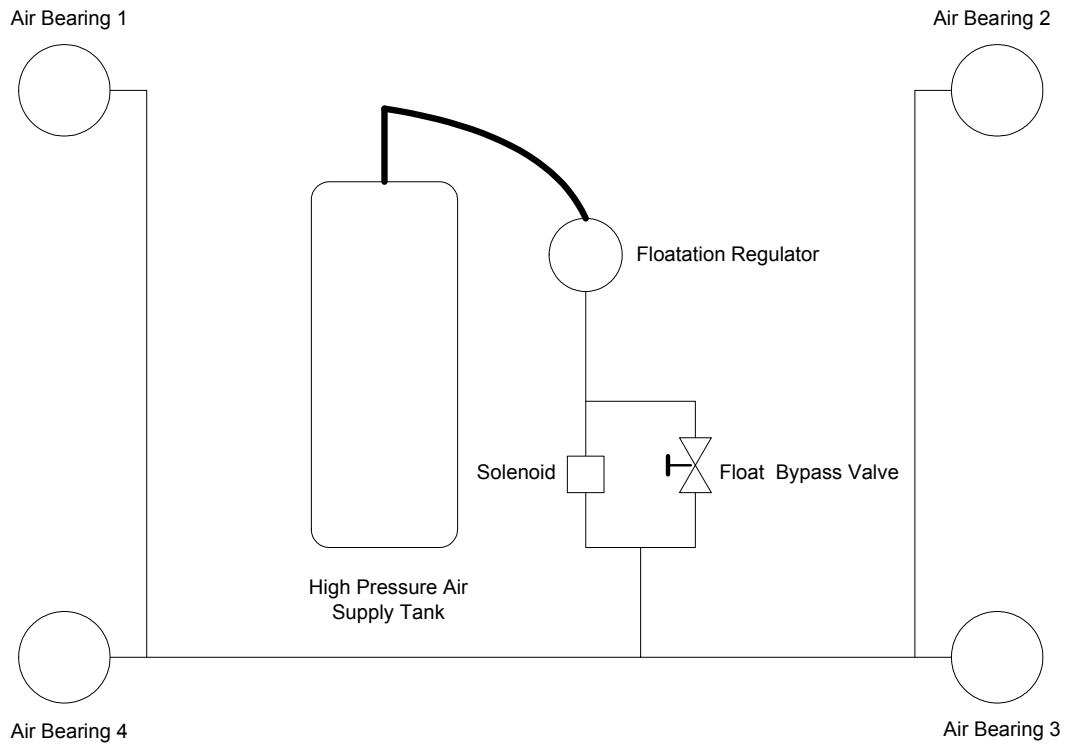 Air Bearing 1
Air Bearing 2
Floatation Regulator
Solenoid
Float Bypass Valve
High Pressure Air
Supply Tank
Air Bearing 4
Air Bearing 3